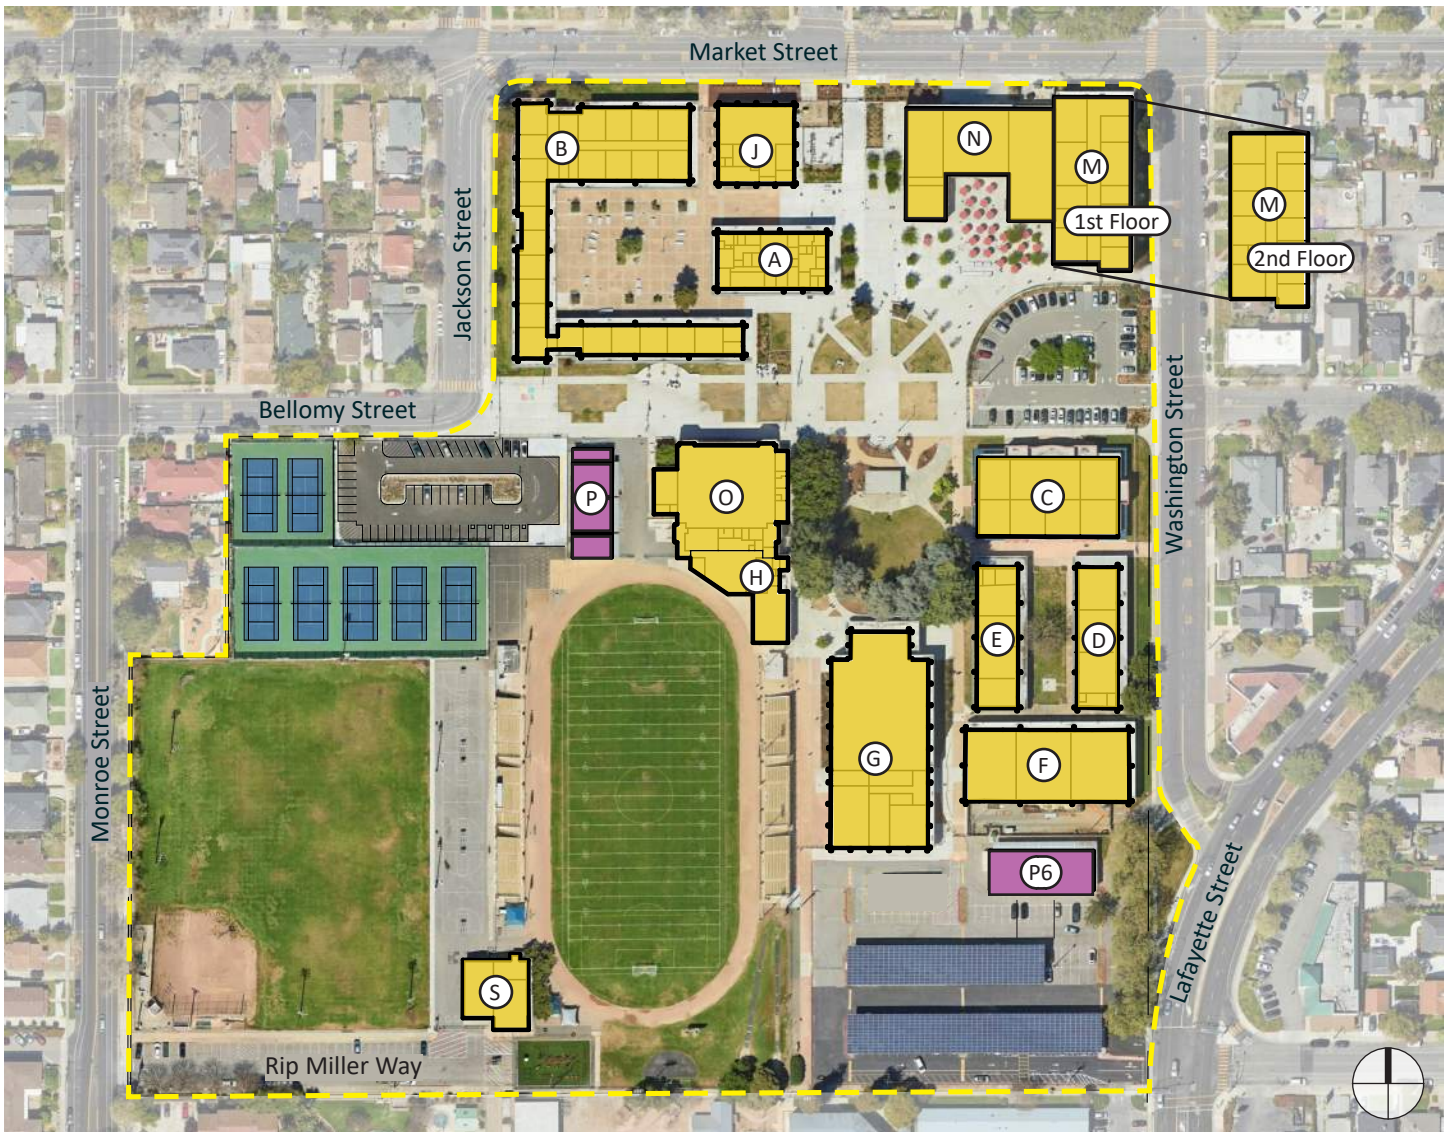 Market Street
B
J
N
M
1st Floor
M
2nd Floor
A
Jackson Street
Bellomy Street
Washington Street
P
O
C
H
E
D
Monroe Street
G
F
P6
Lafayette Street
S
Rip Miller Way